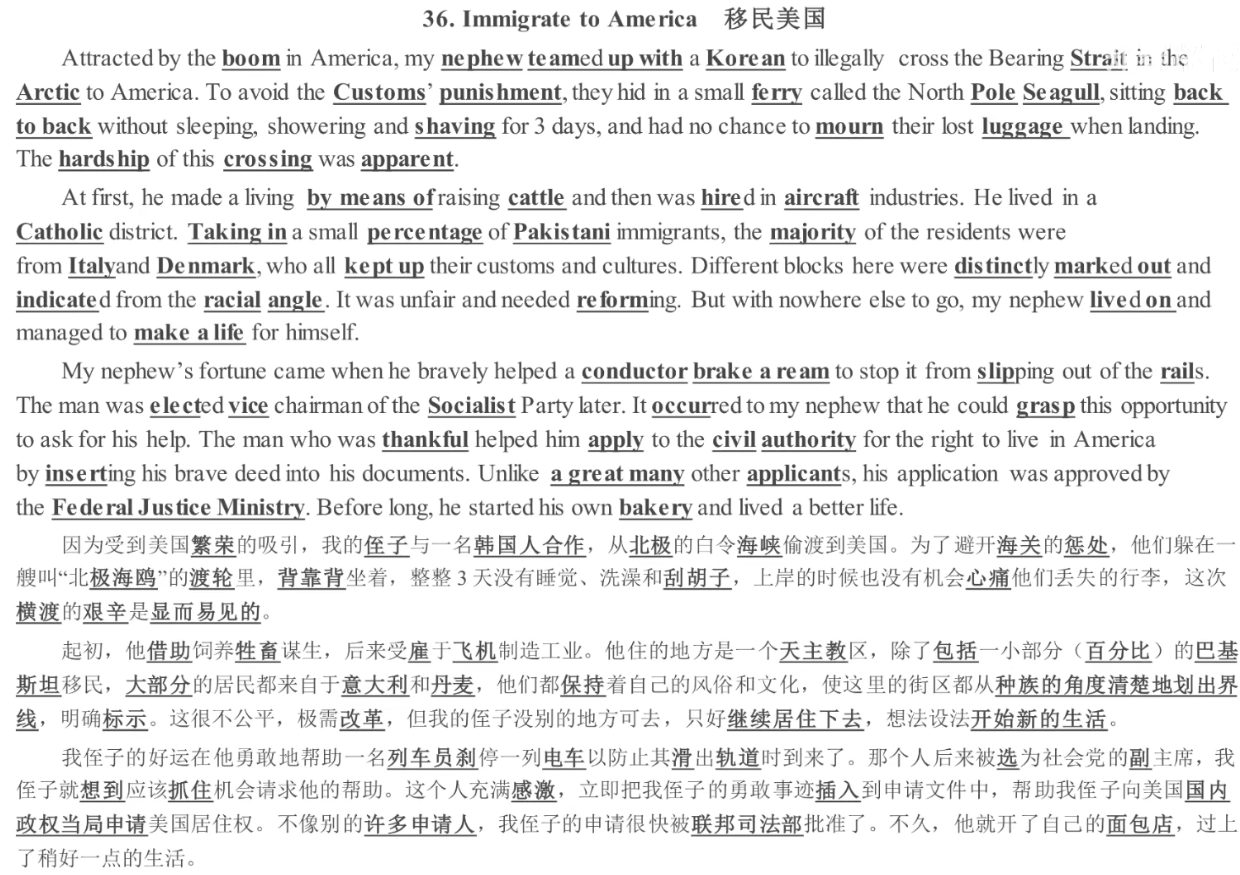 36. Immigrate to America 移民美国
Attracted by the boom in America, my nephew teamed up with a Korean to illegally cross the Bearing Strait in the
Arctic to America. To avoid the Customs' punishment, they hid in a small ferry called the North Pole Seagull, sitting back
to back without sleeping, showering and shaving for 3 days, and had no chance to mourn their lost luggage when landing.
The hardship of this crossing was apparent.
At first, he made a living by means of raising cattle and then was hired in aircraft industries. He lived in a
Catholic district. Taking in a small percentage of Pakistani immigrants, the majority of the residents were
from Italyand Denmark, who all kept up their customs and cultures. Different blocks here were distinctly marked out and
indicated from the racial angle. It was unfair and needed reforming. But with nowhere else to go, my nephew lived on and
managed to make a life for himself.
My nephew's fortune came when he bravely helped a conductor brake a ream to stop it from slipping out of the rails.
The man was elected vice chairman of the Socialist Party later. It occurred to my nephew that he could grasp this opportunity
to ask for his help. The man who was thankful helped him apply to the civil authority for the right to live in America
by inserting his brave deed into his documents. Unlike a great many other applicants, his application was approved by
the Federal Justice Ministry. Before long, he started his own bakery and lived a better life.
因为受到美国繁荣的吸引，我的侄子与一名韩国人合作，从北极的白令海峡偷渡到美国。为了避开海关的惩处，他们躲在一
艘叫“北极海鸥”的渡轮里，背靠背坐着，整整 3 天没有睡觉、洗澡和刮胡子，上岸的时候也没有机会心痛他们丢失的行李，这次
横渡的艰辛是显而易见的。
起初，他借助饲养牲畜谋生，后来受雇于飞机制造工业。他住的地方是一个天主教区，除了包括一小部分（百分比）的巴基
斯坦移民，大部分的居民都来自于意大利和丹麦，他们都保持着自己的风俗和文化，使这里的街区都从种族的角度清楚地划出界
线，明确标示。这很不公平，极需改革，但我的侄子没别的地方可去，只好继续居住下去，想法设法开始新的生活。
我侄子的好运在他勇敢地帮助一名列车员刹停一列电车以防止其滑出轨道时到来了。那个人后来被选为社会党的副主席，我
侄子就想到应该抓住机会请求他的帮助。这个人充满感激，立即把我侄子的勇敢事迹插入到申请文件中，帮助我侄子向美国国内
政权当局申请美国居住权。不像别的许多申请人，我侄子的申请很快被联邦司法部批准了。不久，他就开了自己的面包店，过上
了稍好一点的生活。